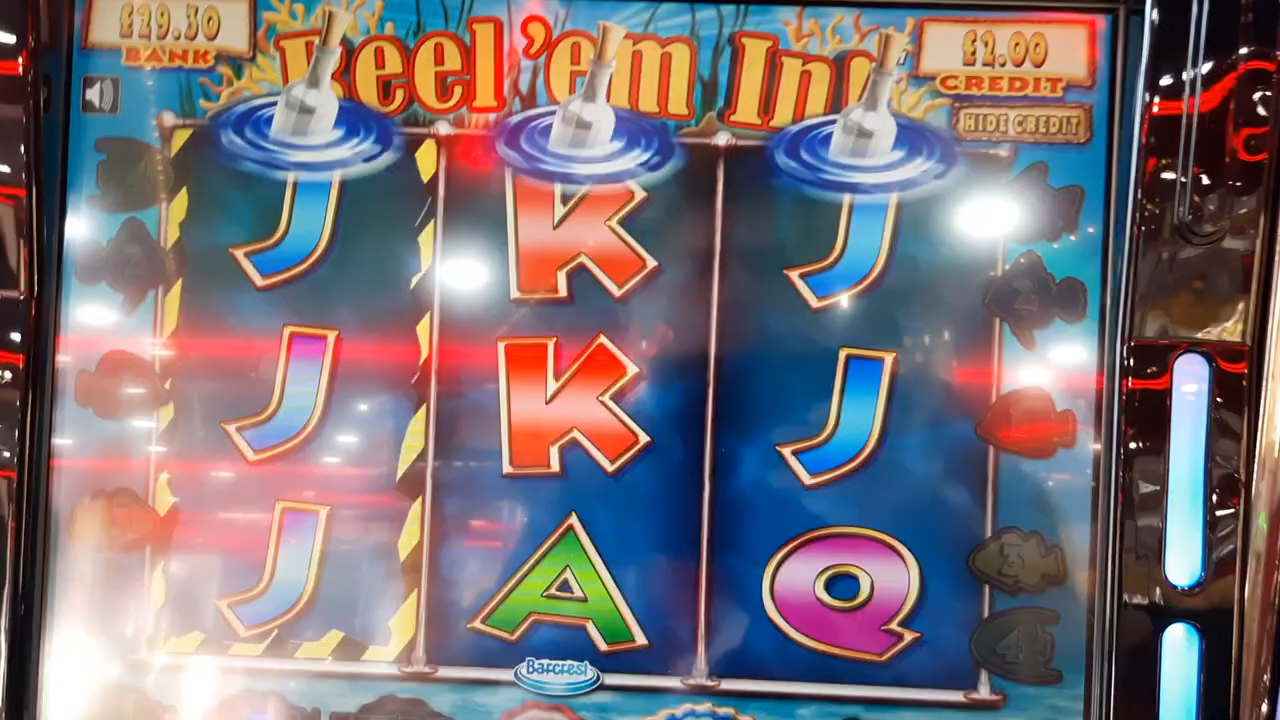 £29.30
BANK
Reel 'em In!
£2.00
CREDIT
HIDE CREDIT
J K J
J K J
J A Q
Barcrest